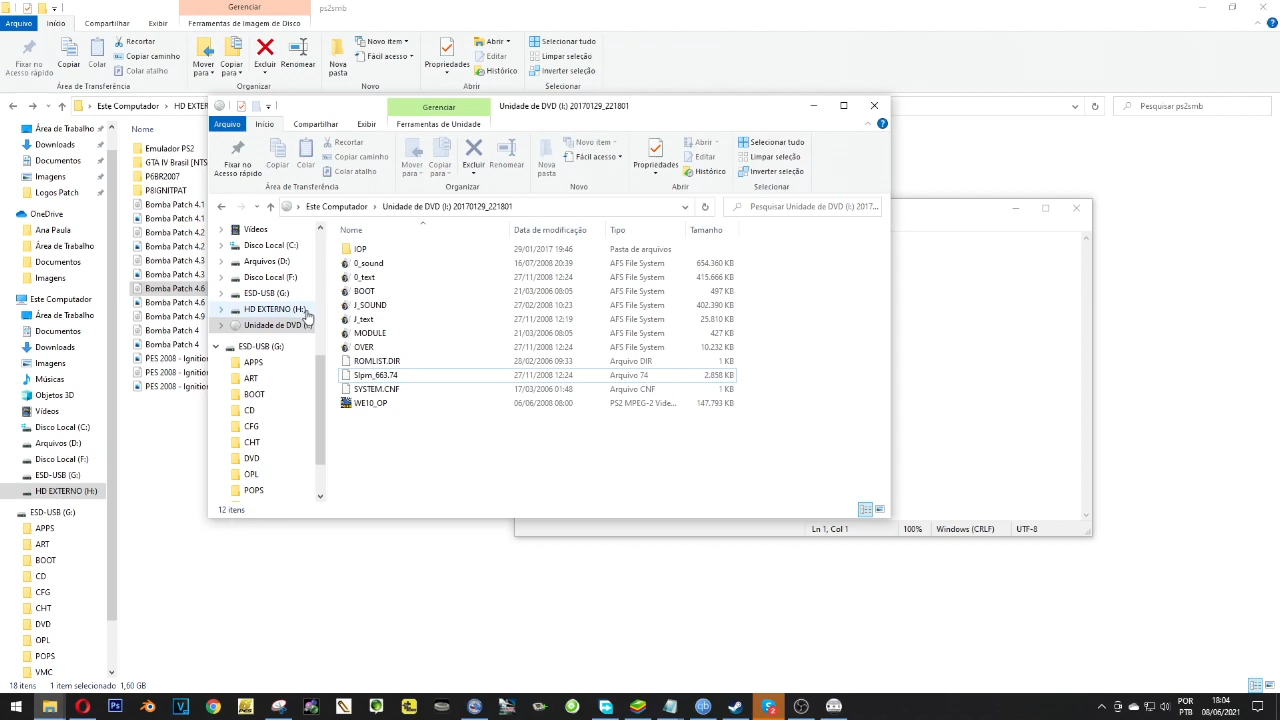 Gerenciar
ps2smb
Arquivo
Início
Compartilhar
Exibir
Ferramentas de Imagem de Disco
Fixar no
Acesso rápido
Copiar
Colar
Recortar
Copiar caminho
Colar atalho
Área de Transferência
Mover
para
Copiar
para
Excluir
Renomear
Organizar
Nova
pasta
Novo item
Fácil acesso
Novo
Propriedades
Abrir
Editar
Histórico
Abrir
Selecionar tudo
Limpar seleção
Inverter seleção
Selecionar
Este Computador
HD EXTER
Pesquisar ps2smb
Área de Trabalho
Downloads
Documentos
Imagens
Logos Patch
OneDrive
Ana Paula
Área de Trabalho
Documentos
Imagens
Este Computador
Área de Trabalho
Documentos
Downloads
Imagens
Músicas
Objetos 3D
Vídeos
Disco Local (C:)
Arquivos (D:)
Disco Local (F:)
ESD-USB (G:)
HD EXTERNO (H:)
ESD-USB (G:)
APPS
ART
BOOT
CD
CFG
CHT
DVD
OPL
POPS
VMC
Nome
Emulador PS2
GTA IV Brasil [NTS
P6BR2007
P8IGNITPAT
Bomba Patch 4.1
Bomba Patch 4.1
Bomba Patch 4.2
Bomba Patch 4.2
Bomba Patch 4.3
Bomba Patch 4.3
Bomba Patch 4.6
Bomba Patch 4.6
Bomba Patch 4.9
Bomba Patch 4
Bomba Patch 4
PES 2008 - Ignition
PES 2008 - Ignition
PES 2008 - Ignition
18 itens
1 item selecionado
1,60 GB
Gerenciar
Unidade de DVD (I:) 20170129_221801
Arquivo
Início
Compartilhar
Exibir
Ferramentas de Unidade
Fixar no
Acesso rápido
Copiar
Colar
Recortar
Copiar caminho
Colar atalho
Área de Transferência
Mover
para
Copiar
para
Excluir
Renomear
Organizar
Nova
pasta
Novo item
Fácil acesso
Novo
Propriedades
Abrir
Editar
Histórico
Abrir
Selecionar tudo
Limpar seleção
Inverter seleção
Selecionar
Este Computador
Unidade de DVD (I:) 20170129_221801
Pesquisar Unidade de DVD (I:) 2017...
Vídeos
Disco Local (C:)
Arquivos (D:)
Disco Local (F:)
ESD-USB (G:)
HD EXTERNO (H:)
Unidade de DVD (I
ESD-USB (G:)
APPS
ART
BOOT
CD
CFG
CHT
DVD
OPL
POPS
Nome Data de modificação Tipo Tamanho
IOP 29/01/2017 19:46 Pasta de arquivos
0_sound 16/07/2008 20:39 AFS File System 654.360 KB
0_text 27/11/2008 12:24 AFS File System 415.666 KB
BOOT 21/03/2006 08:05 AFS File System 491 KB
J_SOUND 27/02/2008 10:23 AFS File System 402.390 KB
J_text 27/11/2008 12:19 AFS File System 25.810 KB
MODULE 21/03/2006 08:05 AFS File System 427 KB
OVER 27/11/2008 12:24 AFS File System 10.232 KB
ROMLIST.DIR 28/02/2006 09:33 Arquivo DIR 1 KB
Slpm_663.74 27/11/2008 12:24 Arquivo 74 2.858 KB
SYSTEM.CNF 17/03/2006 01:48 Arquivo CNF 1 KB
WE10_OP 06/06/2008 08:00 PS2 MPEG-2 Vide... 147.793 KB
12 itens
Ln 1, Col 1
100%
Windows (CRLF)
UTF-8
POR
PTB
18:04
08/06/2021